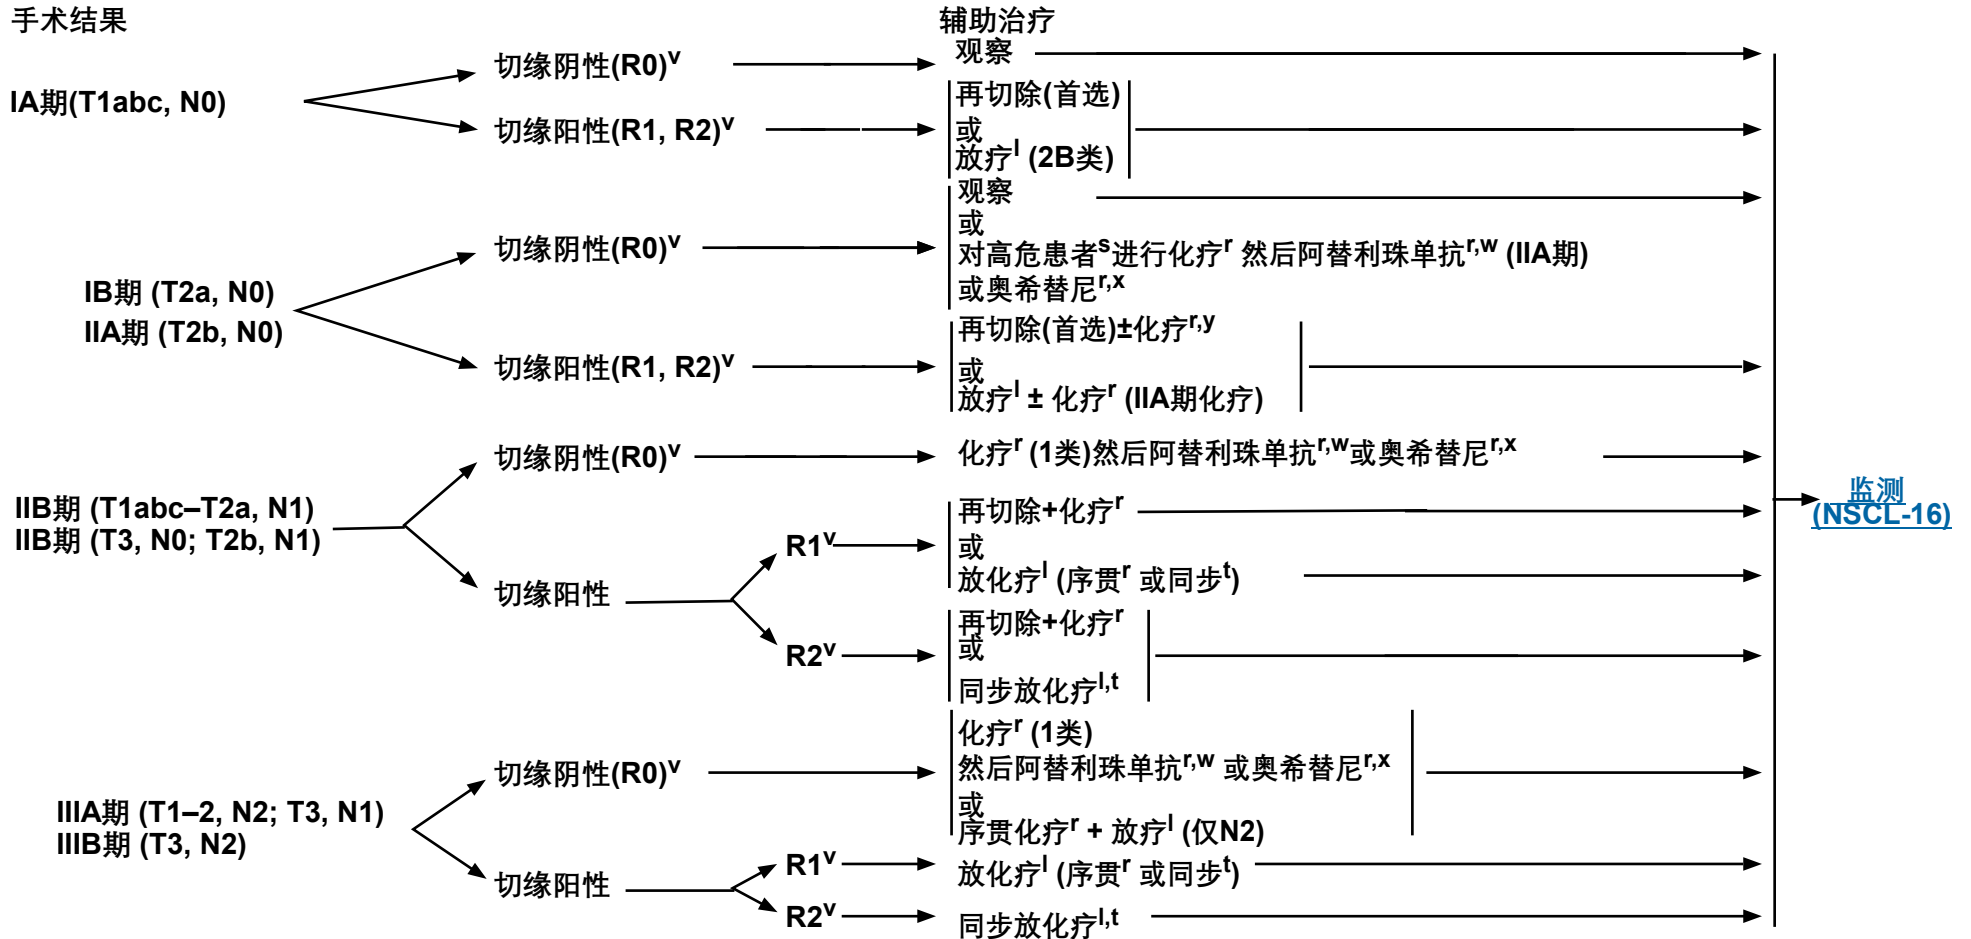 手术结果
辅助治疗
IA期(T1abc, N0)
切缘阴性(R0)v
观察
切缘阳性(R1, R2)v
再切除(首选)
或
放疗l (2B类)
IB期 (T2a, N0)
IIA期 (T2b, N0)
切缘阴性(R0)v
观察
或
对高危患者s进行化疗r 然后阿替利珠单抗r,w (IIA期)
或奥希替尼r,x
切缘阳性(R1, R2)v
再切除(首选)±化疗r,y
或
放疗l ± 化疗r (IIA期化疗)
IIB期 (T1abc–T2a, N1)
IIB期 (T3, N0; T2b, N1)
切缘阴性(R0)v
化疗r (1类)然后阿替利珠单抗r,w或奥希替尼r,x
切缘阳性
R1v
再切除+化疗r
或
放化疗l (序贯r 或同步t)
R2v
再切除+化疗r
或
同步放化疗l,t
IIIA期 (T1–2, N2; T3, N1)
IIIB期 (T3, N2)
切缘阴性(R0)v
化疗r (1类)
然后阿替利珠单抗r,w 或奥希替尼r,x
或
序贯化疗r + 放疗l (仅N2)
切缘阳性
R1v
放化疗l (序贯r 或同步t)
R2v
同步放化疗l,t
监测
(NSCL-16)